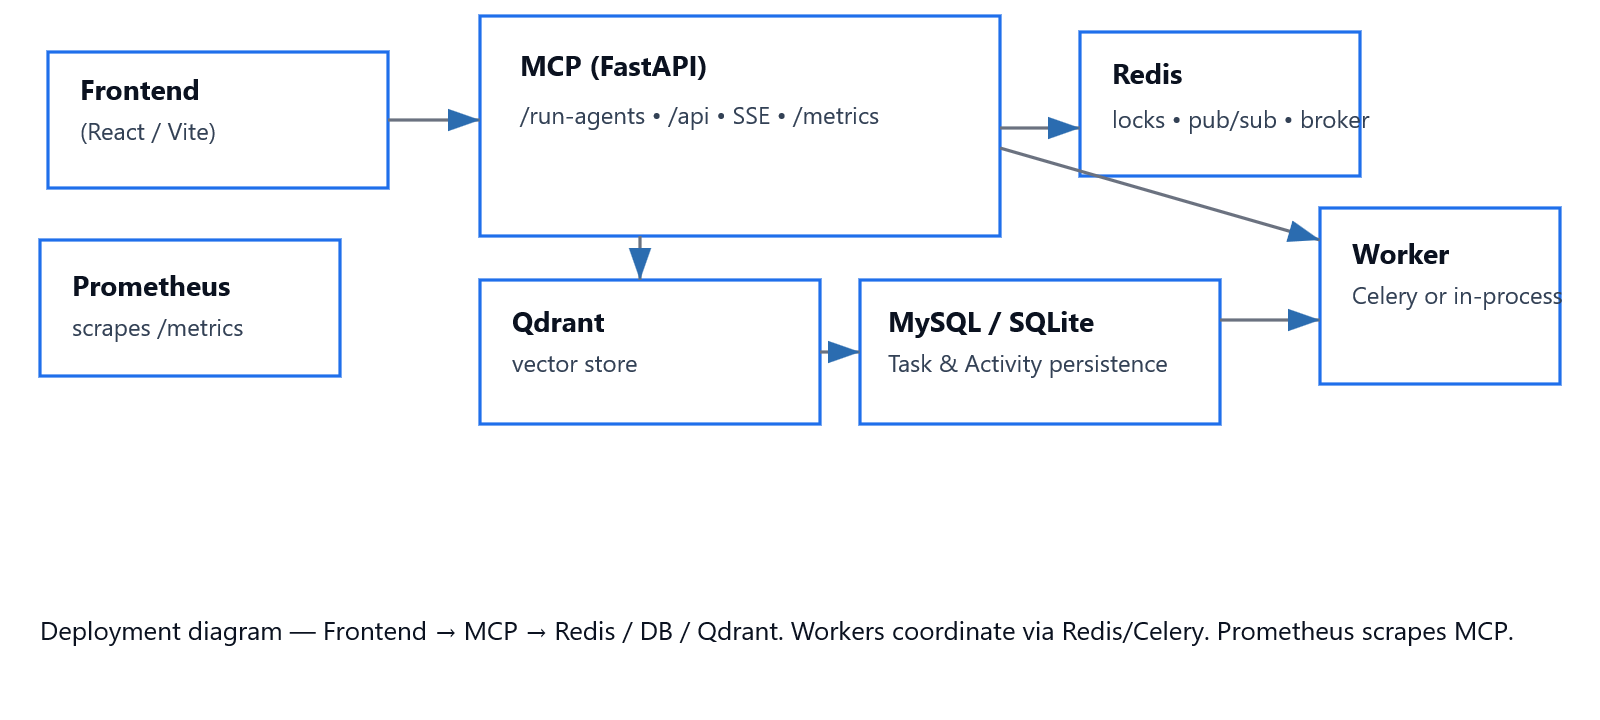 Frontend
(React / Vite)
MCP (FastAPI)
/run-agents • /api • SSE • /metrics
Redis
locks • pub/sub • broker
Prometheus
scrapes /metrics
Qdrant
vector store
MySQL / SQLite
Task & Activity persistence
Worker
Celery or in-process
Deployment diagram — Frontend → MCP → Redis / DB / Qdrant. Workers coordinate via Redis/Celery. Prometheus scrapes MCP.